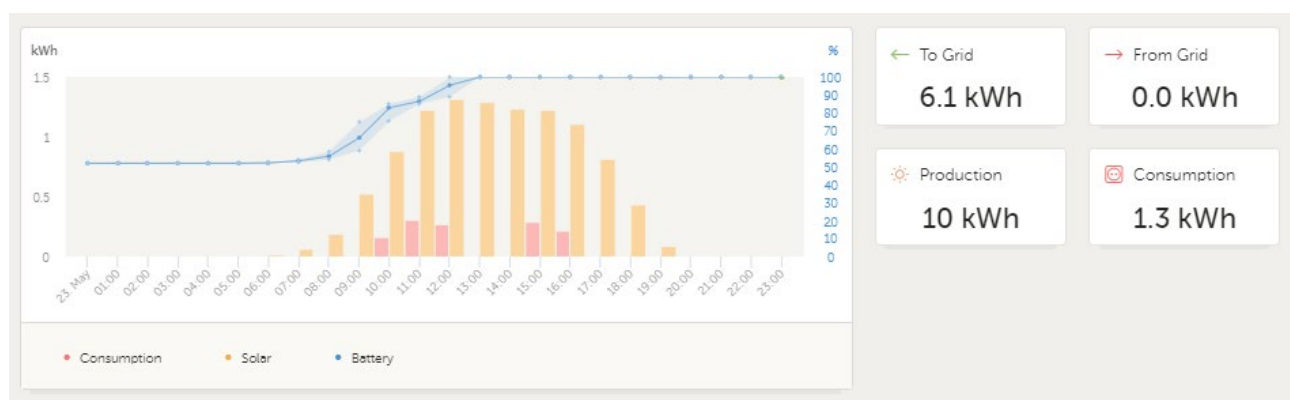 kWh
%
1.5
1
0.5
0
100
90
80
70
60
50
40
30
20
10
0
23. May 01:00 02:00 03:00 04:00 05:00 06:00 07:00 08:00 09:00 10:00 11:00 12:00 13:00 14:00 15:00 16:00 17:00 18:00 19:00 20:00 21:00 22:00 23:00
Consumption Solar Battery
To Grid
6.1 kWh
From Grid
0.0 kWh
Production
10 kWh
Consumption
1.3 kWh